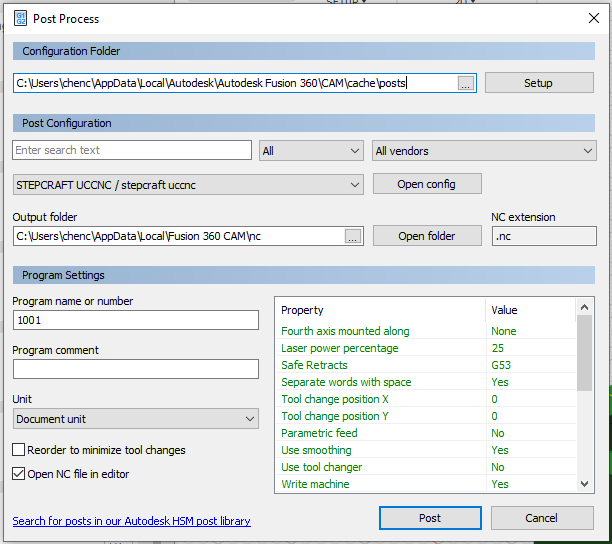 G1
G2
Post Process
Configuration Folder
C:\Users\chenc\AppData\Local\Autodesk\Autodesk Fusion 360\CAM\cache\posts
...
Setup
Post Configuration
Enter search text
All
All vendors
STEPCRAFT UCCNC / stepcraft uccnc
Open config
Output folder
NC extension
C:\Users\chenc\AppData\Local\Fusion 360 CAM\nc
...
Open folder
.nc
Program Settings
Program name or number
1001
Program comment
Unit
Document unit
Reorder to minimize tool changes
Open NC file in editor
Property Value
Fourth axis mounted along None
Laser power percentage 25
Safe Retracts G53
Separate words with space Yes
Tool change position X 0
Tool change position Y 0
Parametric feed No
Use smoothing Yes
Use tool changer No
Write machine Yes
Search for posts in our Autodesk HSM post library
Post
Cancel